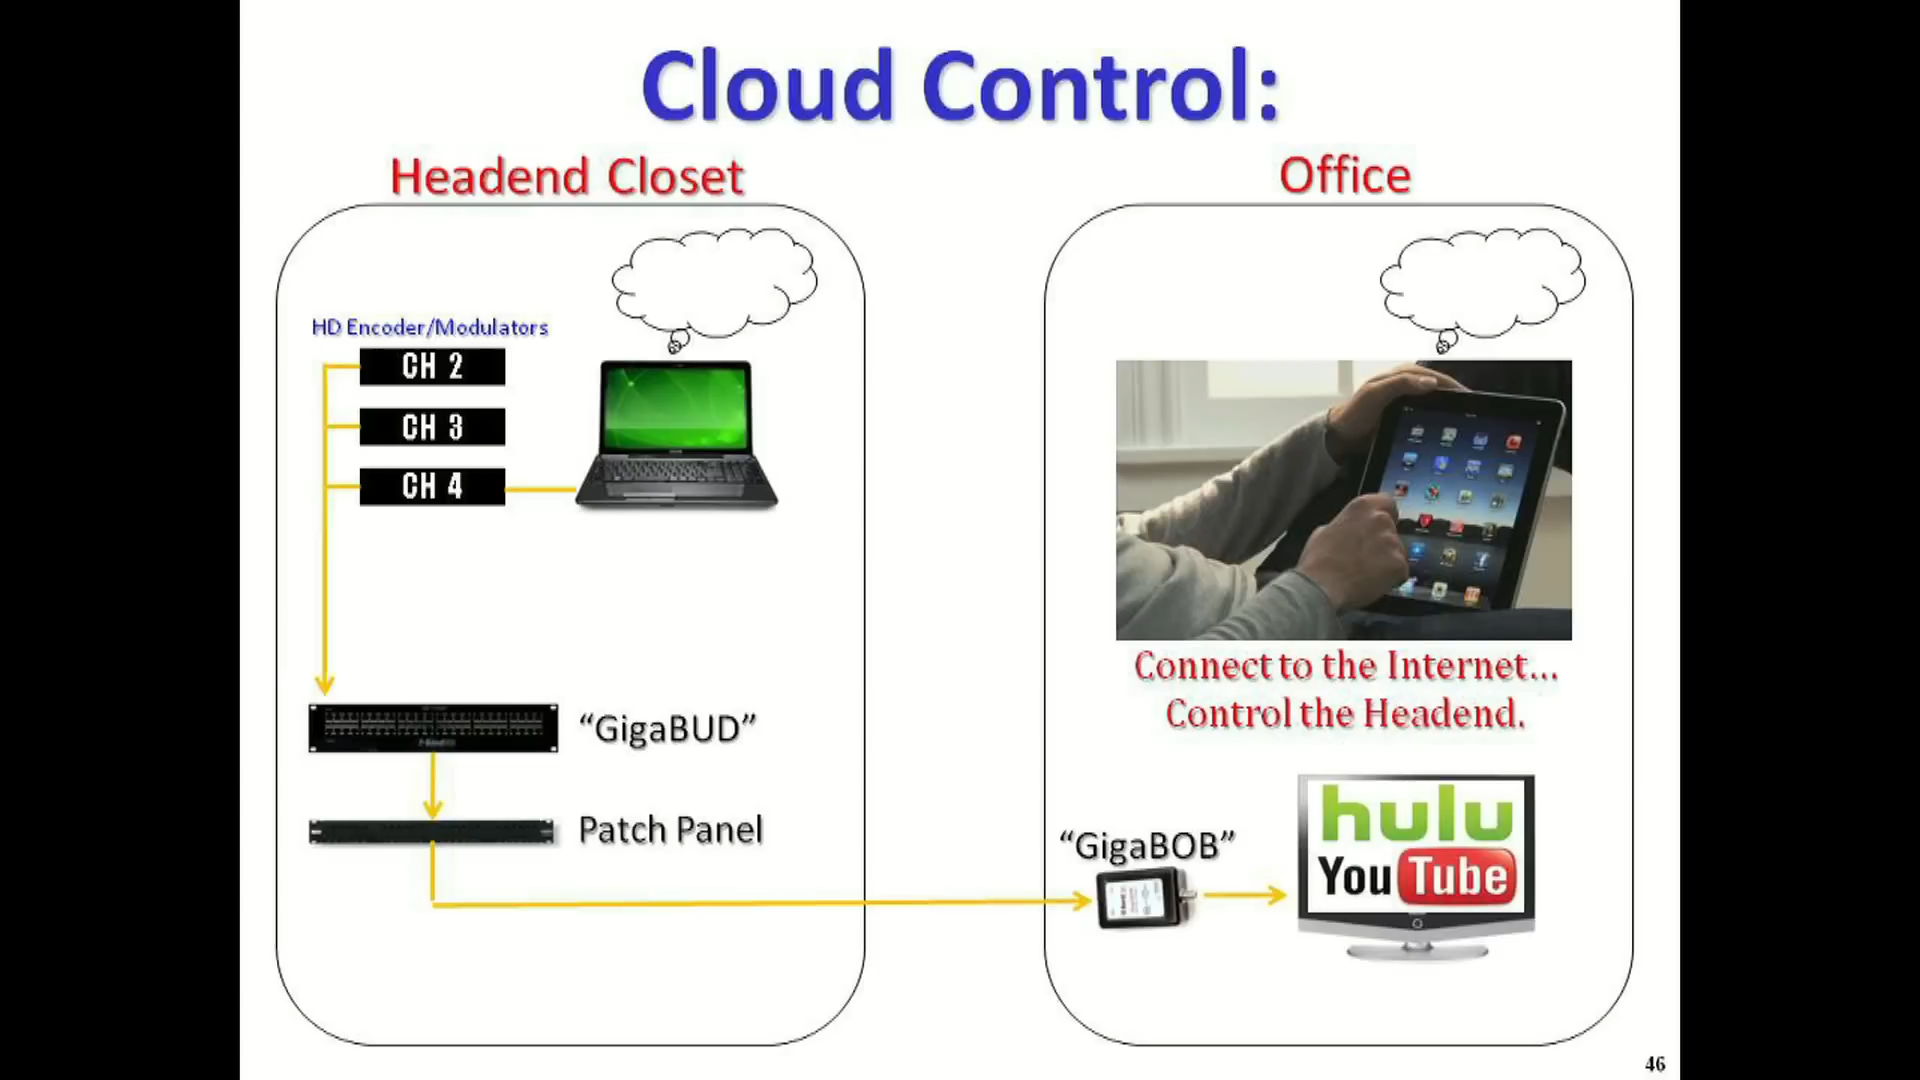 Cloud Control:
Headend Closet
Office
HD Encoder/Modulators
CH 2
CH 3
CH 4
Connect to the Internet...
Control the Headend.
“GigaBUD”
Patch Panel
“GigaBOB”
hulu
YouTube
46